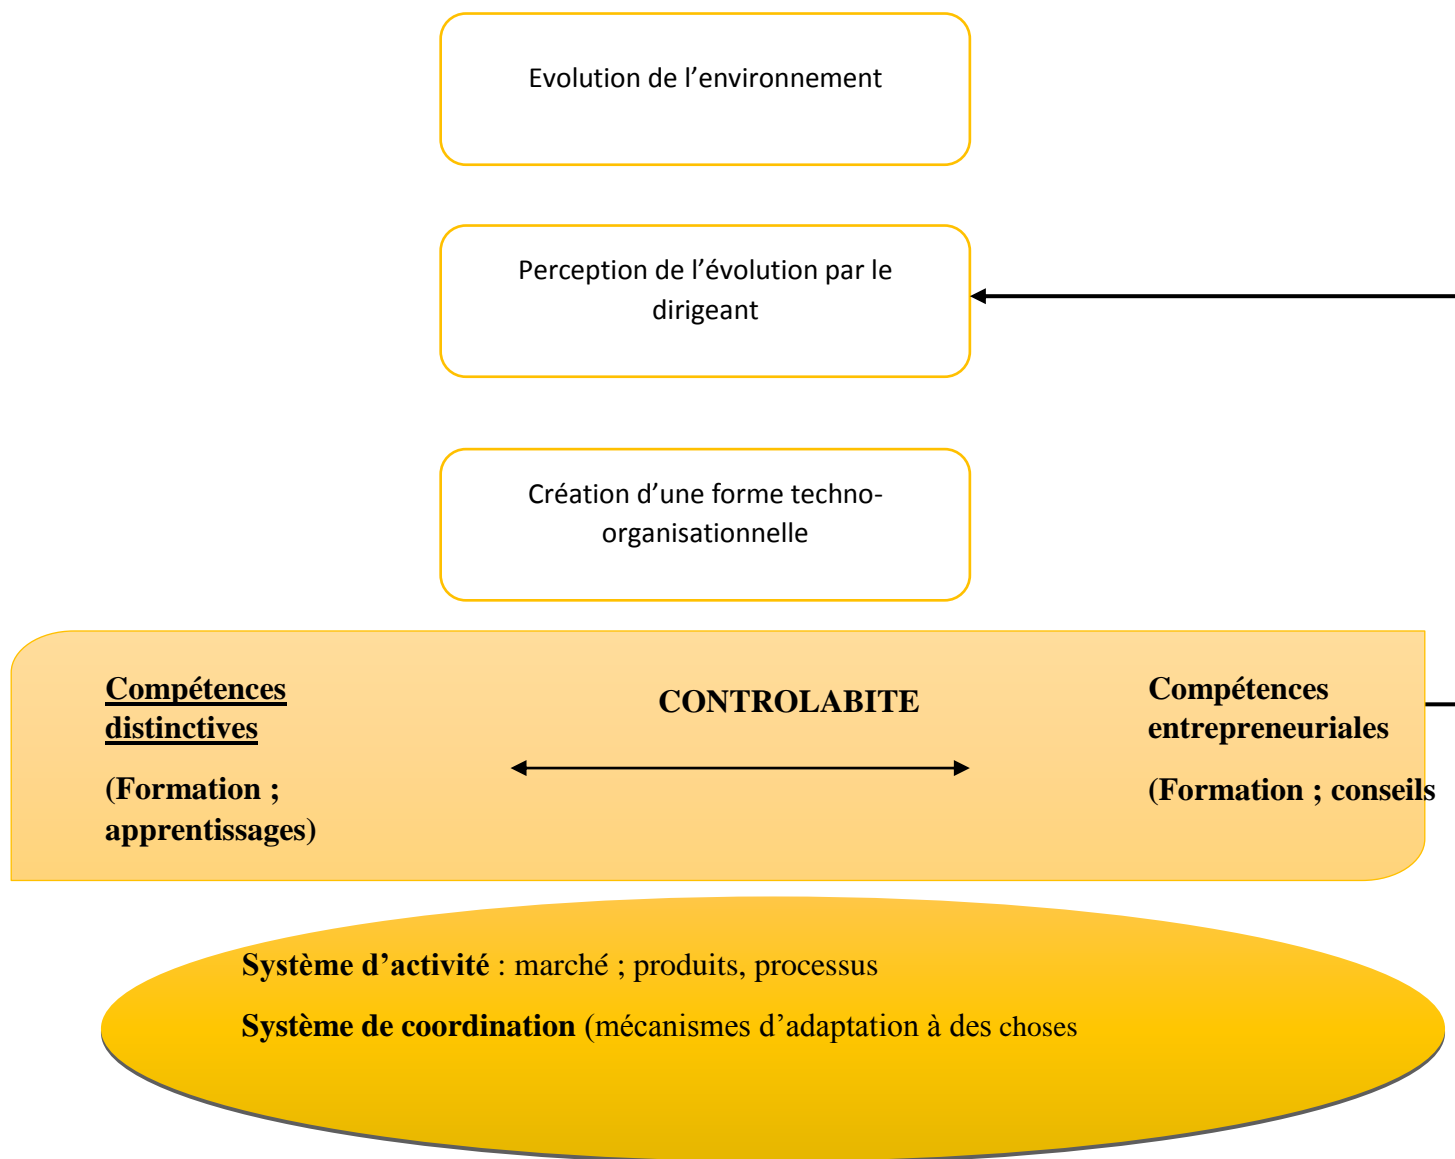 Evolution de l’environnement
Perception de l’évolution par le
dirigeant
Création d’une forme techno-
organisationnelle
Compétences
distinctives
(Formation ;
apprentissages)
CONTROLABITE
Compétences
entrepreneuriales
(Formation ; conseils
Système d’activité : marché ; produits, processus
Système de coordination (mécanismes d’adaptation à des choses